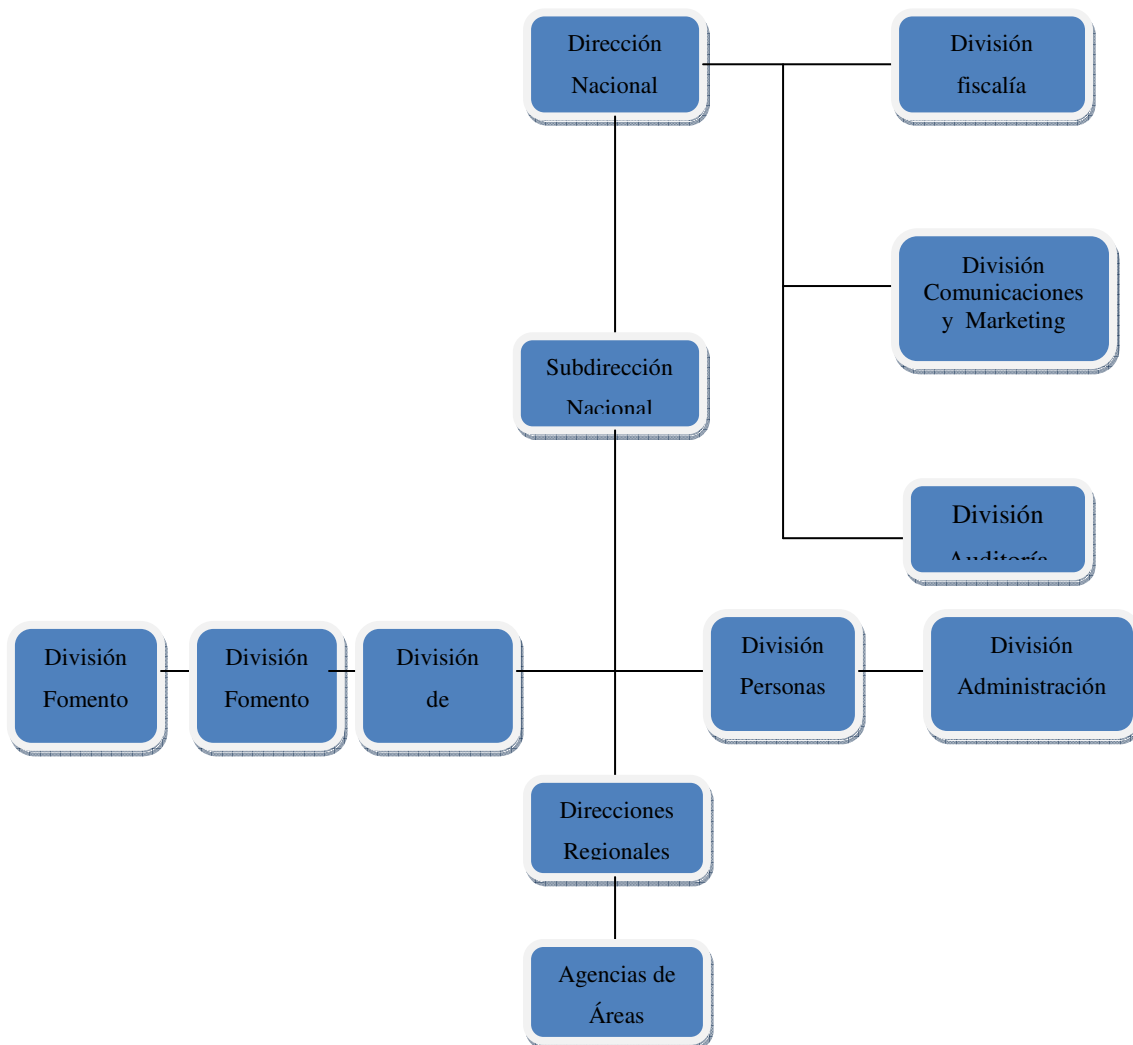 Dirección
Nacional
División
fiscalía
División
Comunicaciones
y Marketing
Subdirección
Nacional
División
Auditoría
División
Fomento
División
Fomento
División
de
División
Personas
División
Administración
Direcciones
Regionales
Agencias de
Áreas